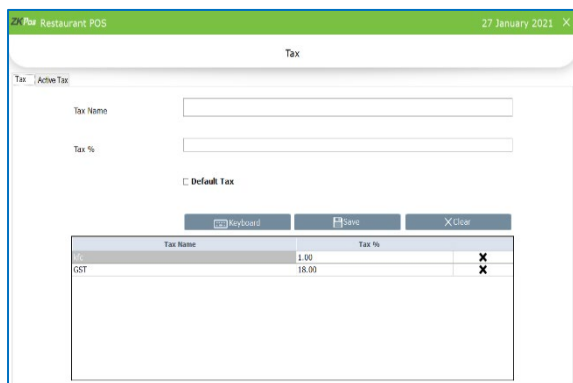 ZKPos Restaurant POS 27 January 2021 ×
Tax
Tax Active Tax
Tax Name
Tax %
Default Tax
Keyboard Save Clear
Tax Name Tax %
1.00
GST 18.00